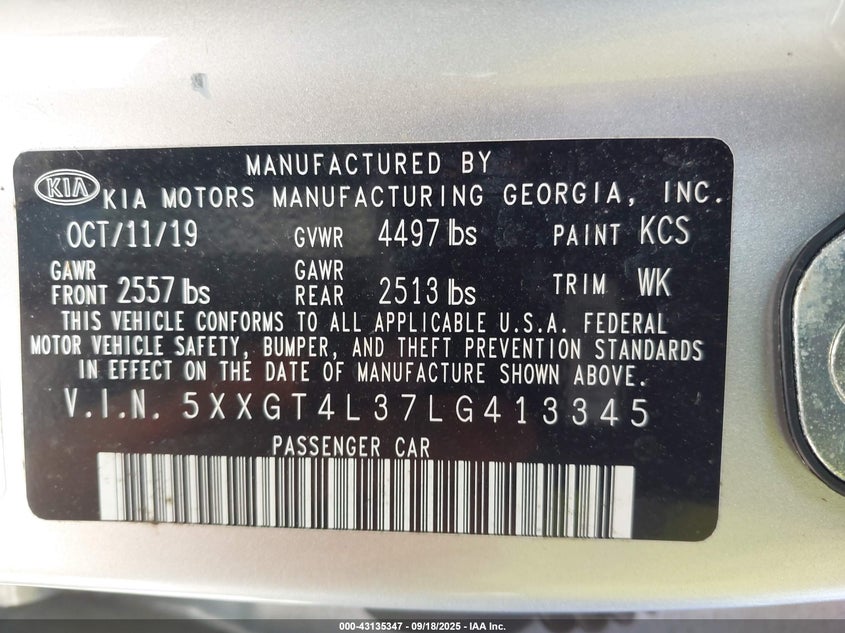 MANUFACTURED BY
KIA KIA MOTORS MANUFACTURING GEORGIA, INC.
OCT/11/19 GVWR 4497 lbs PAINT KCS
GAWR FRONT 2557 lbs GAWR REAR 2513 lbs TRIM WK
THIS VEHICLE CONFORMS TO ALL APPLICABLE U.S.A. FEDERAL
MOTOR VEHICLE SAFETY, BUMPER, AND THEFT PREVENTION STANDARDS
IN EFFECT ON THE DATE OF MANUFACTURE SHOWN ABOVE.
V.I.N. 5XXGT4L37LG413345
PASSENGER CAR
000-43135347 - 09/18/2025 - IAA Inc.